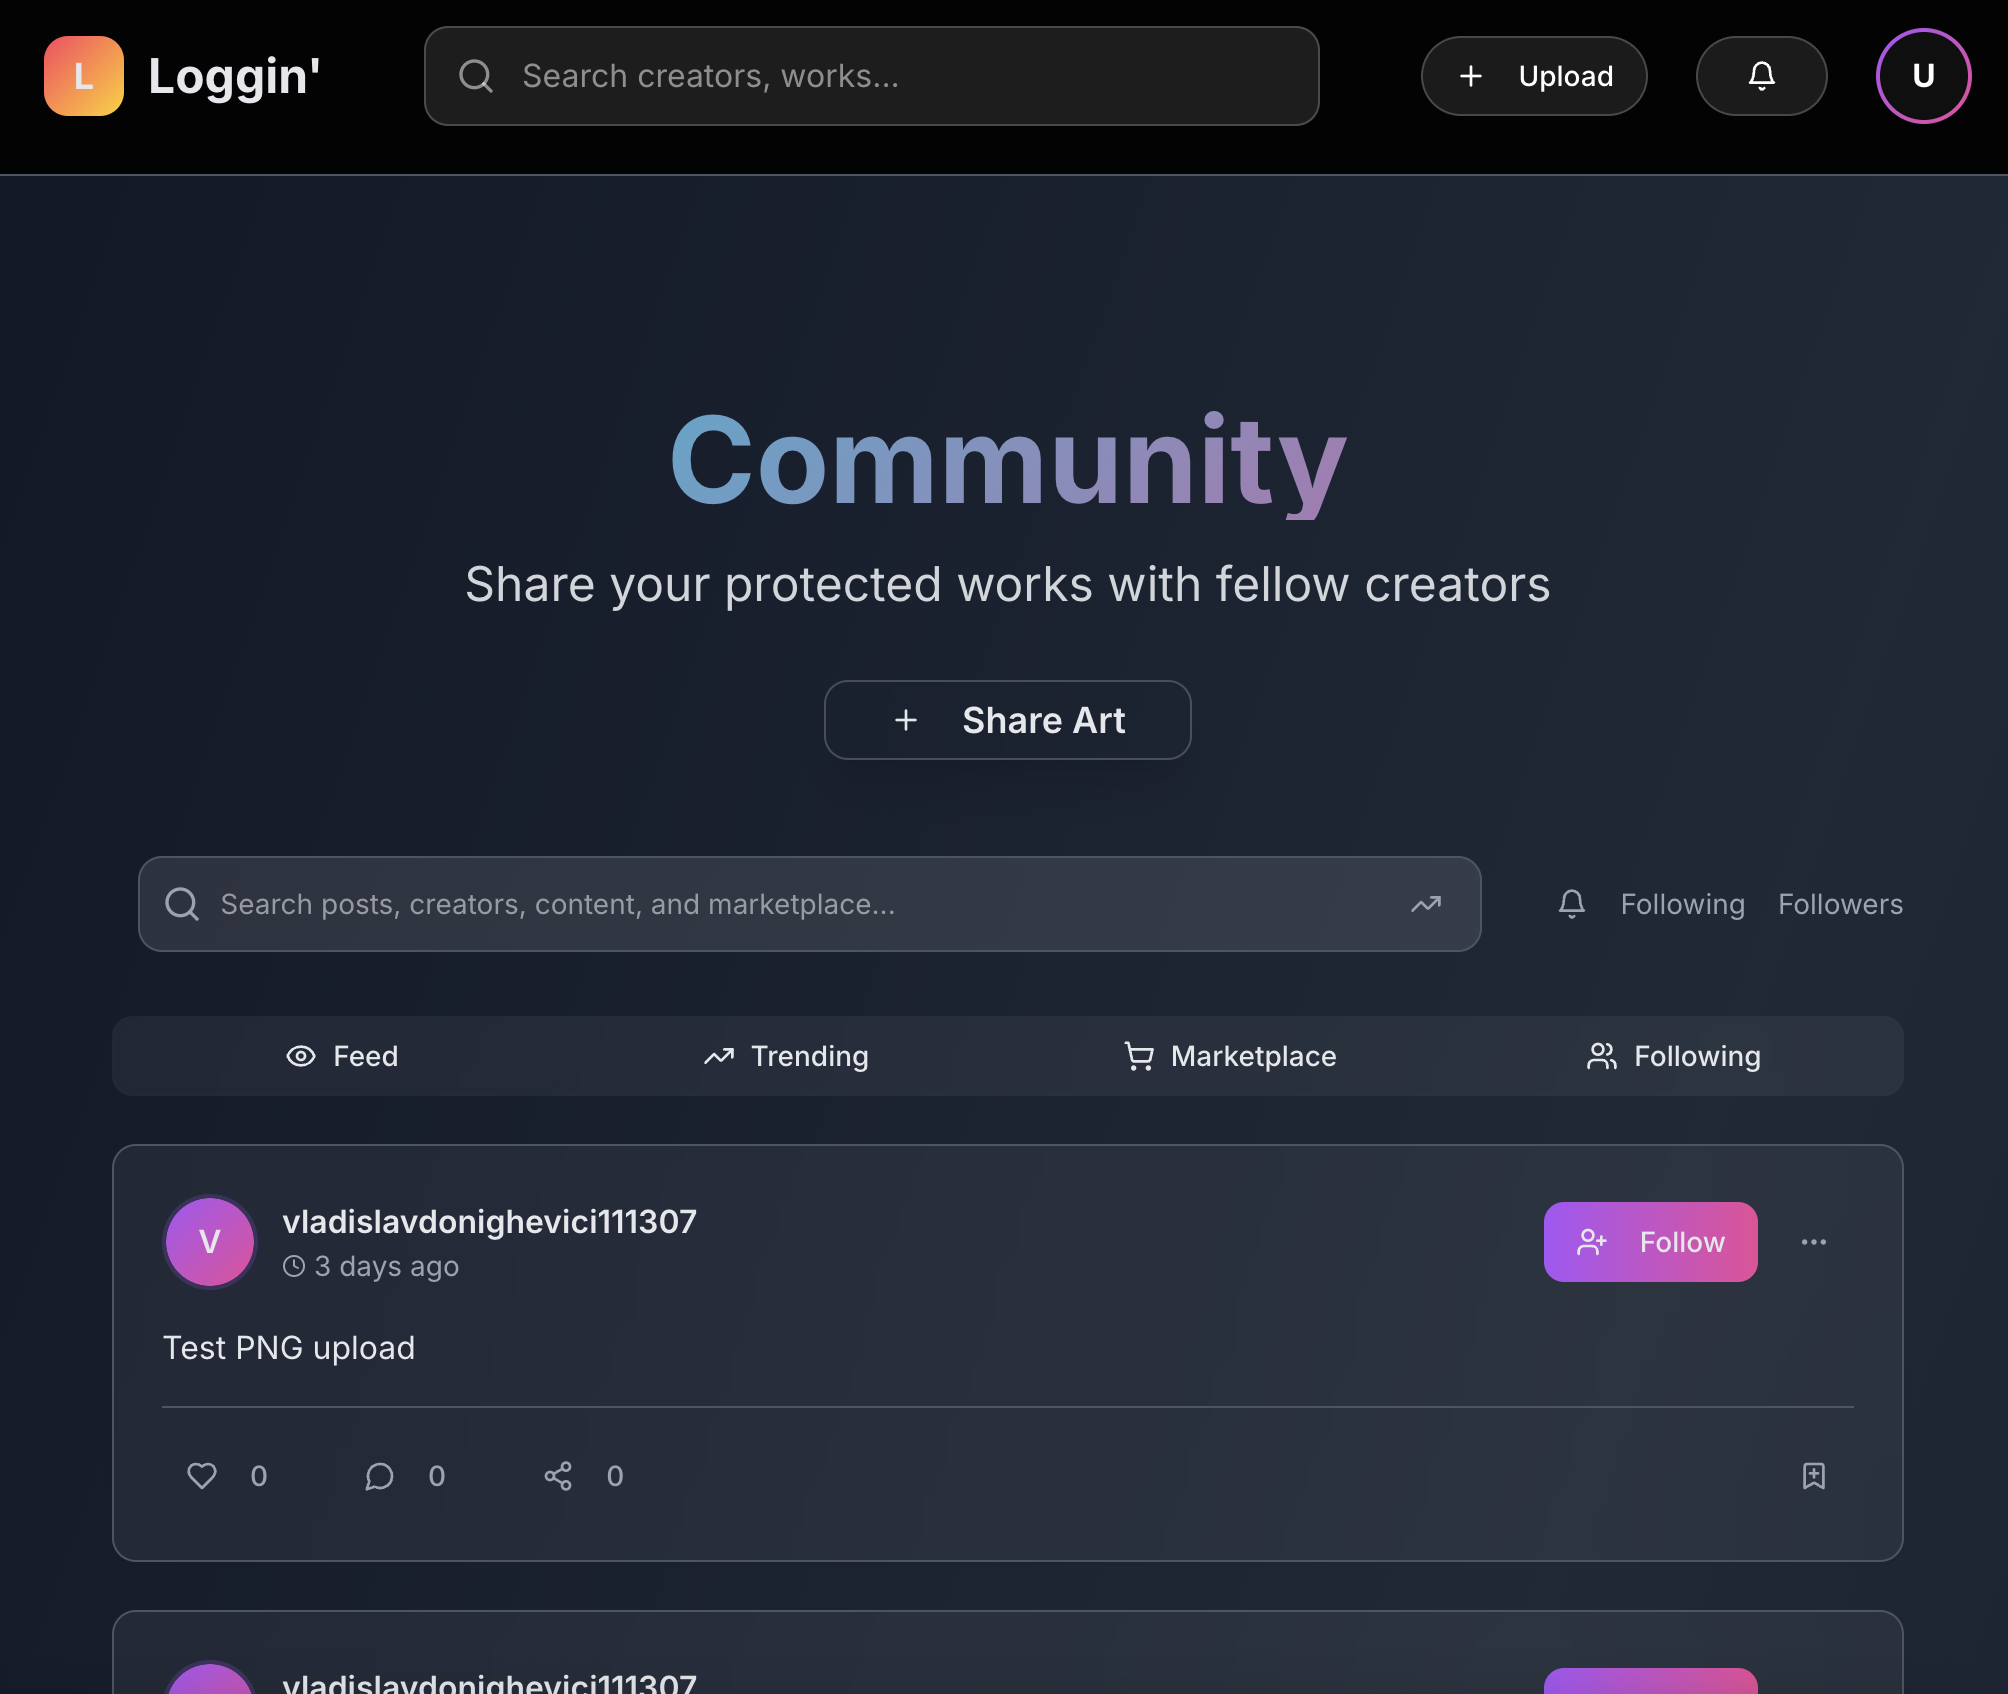 L Loggin'
Search creators, works...
Upload
U
Community
Share your protected works with fellow creators
Share Art
Search posts, creators, content, and marketplace...
Following Followers
Feed Trending Marketplace Following
V
vladislavdonighevici111307
3 days ago
Follow
Test PNG upload
0 0 0
vladislavdonighevici111307